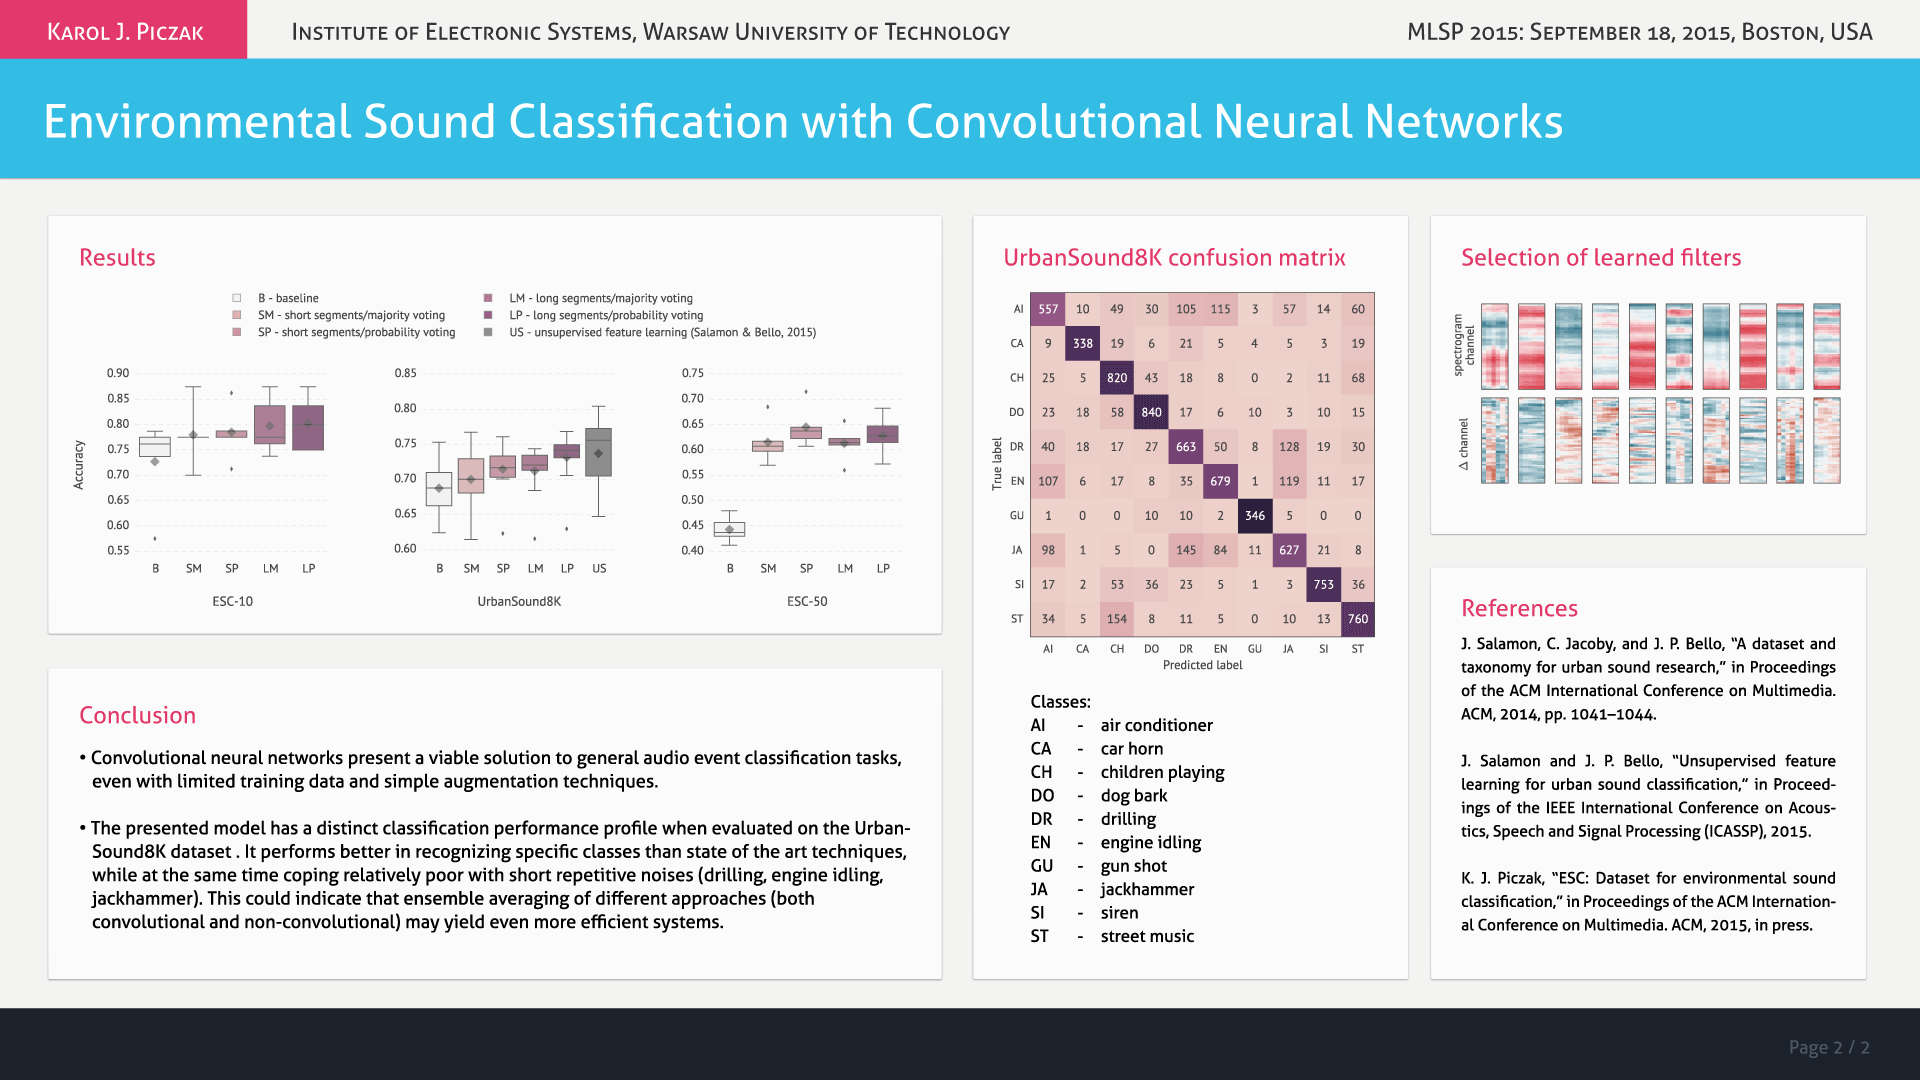 Karol J. Piczak
Institute of Electronic Systems, Warsaw University of Technology
MLSP 2015: September 18, 2015, Boston, USA
Environmental Sound Classification with Convolutional Neural Networks
Results
B - baseline
SM - short segments/majority voting
SP - short segments/probability voting
LM - long segments/majority voting
LP - long segments/probability voting
US - unsupervised feature learning (Salamon & Bello, 2015)
Accuracy
0.90
0.85
0.80
0.75
0.70
0.65
0.60
0.55
B SM SP LM LP
ESC-10
0.85
0.80
0.75
0.70
0.65
0.60
B SM SP LM LP US
UrbanSound8K
0.75
0.70
0.65
0.60
0.55
0.50
0.45
0.40
B SM SP LM LP
ESC-50
Conclusion
• Convolutional neural networks present a viable solution to general audio event classification tasks,
even with limited training data and simple augmentation techniques.
• The presented model has a distinct classification performance profile when evaluated on the Urban-
Sound8K dataset . It performs better in recognizing specific classes than state of the art techniques,
while at the same time coping relatively poor with short repetitive noises (drilling, engine idling,
jackhammer). This could indicate that ensemble averaging of different approaches (both
convolutional and non-convolutional) may yield even more efficient systems.
UrbanSound8K confusion matrix
True label
AI 557 10 49 30 105 115 3 57 14 60
CA 9 338 19 6 21 5 4 5 3 19
CH 25 5 820 43 18 8 0 2 11 68
DO 23 18 58 840 17 6 10 3 10 15
DR 40 18 17 27 663 50 8 128 19 30
EN 107 6 17 8 35 679 1 119 11 17
GU 1 0 0 10 10 2 346 5 0 0
JA 98 1 5 0 145 84 11 627 21 8
SI 17 2 53 36 23 5 1 3 753 36
ST 34 5 154 8 11 5 0 10 13 760
AI CA CH DO DR EN GU JA SI ST
Predicted label
Classes:
AI - air conditioner
CA - car horn
CH - children playing
DO - dog bark
DR - drilling
EN - engine idling
GU - gun shot
JA - jackhammer
SI - siren
ST - street music
Selection of learned filters
spectrogram
channel
Δ channel
References
J. Salamon, C. Jacoby, and J. P. Bello, “A dataset and
taxonomy for urban sound research,” in Proceedings
of the ACM International Conference on Multimedia.
ACM, 2014, pp. 1041–1044.
J. Salamon and J. P. Bello, “Unsupervised feature
learning for urban sound classification,” in Proceed-
ings of the IEEE International Conference on Acous-
tics, Speech and Signal Processing (ICASSP), 2015.
K. J. Piczak, “ESC: Dataset for environmental sound
classification,” in Proceedings of the ACM Internation-
al Conference on Multimedia. ACM, 2015, in press.
Page 2 / 2